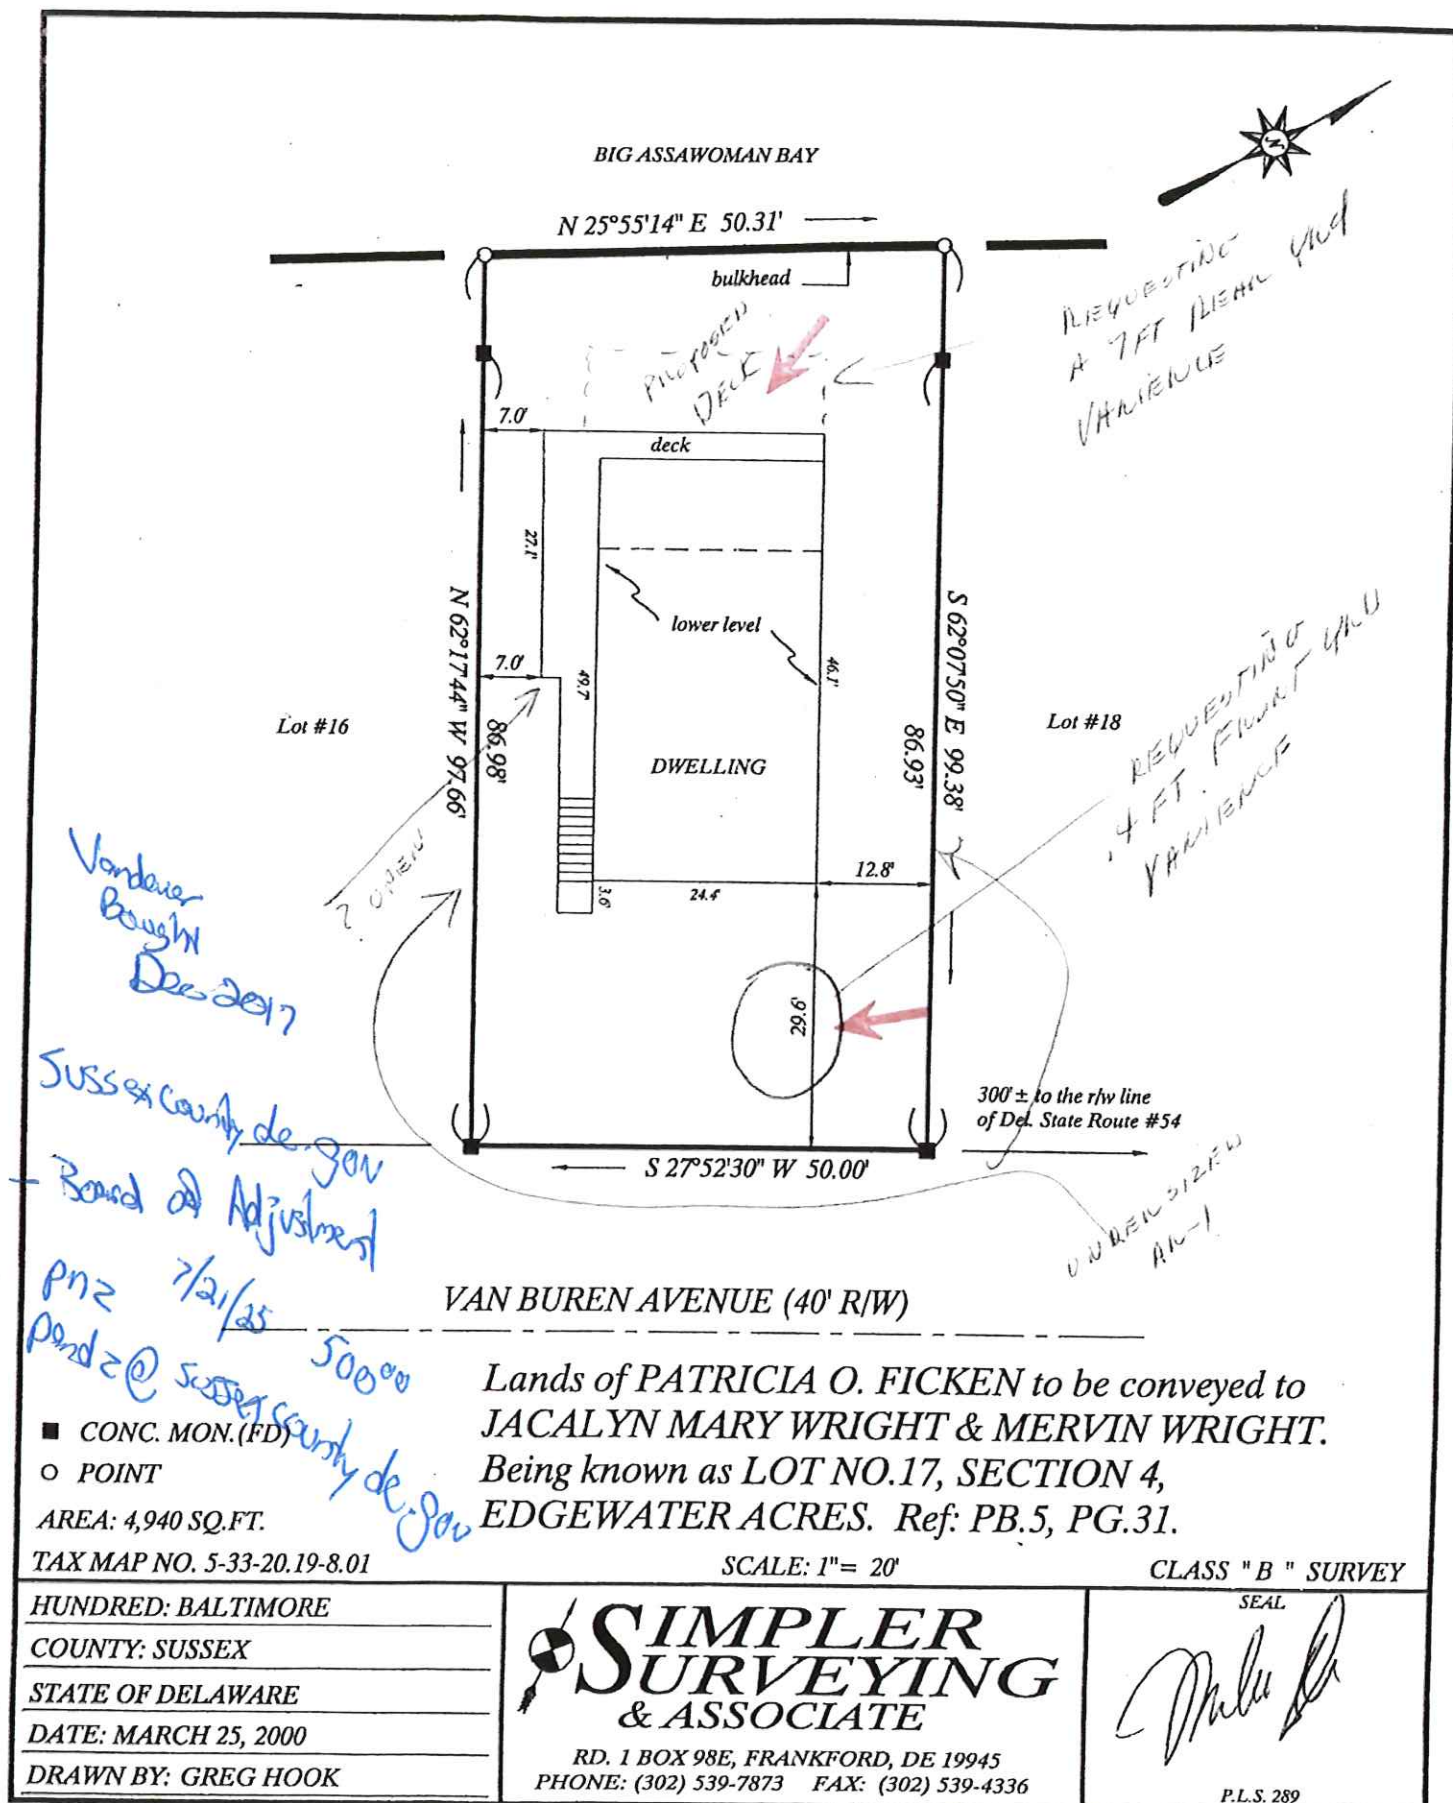 BIG ASSAWOMAN BAY
N 25°55'14" E 50.31'
bulkhead
REQUESTING
A 7FT REAR YRD
VARIENCE
PROPOSED
DECK
7.0'
deck
27.1'
lower level
7.0'
49.7'
46.1'
N 62°17'44" W 97.66'
86.98'
S 62°07'50" E 99.38'
86.93'
Lot #16
Lot #18
DWELLING
REQUESTING
.4 FT. FRONT YRD
VARIENCE
? OPEN
12.8'
3.6'
24.4'
29.6'
Vandever
Bought
Dec 2017
300' ± to the r/w line
of Del. State Route #54
S 27°52'30" W 50.00'
UNDERSIZED
AR-1
Sussex County de.gov
- Board of Adjustment
pnz 7/21/25 500⁰⁰
pandz@sussexcountyde.gov
VAN BUREN AVENUE (40' R/W)
Lands of PATRICIA O. FICKEN to be conveyed to
JACALYN MARY WRIGHT & MERVIN WRIGHT.
Being known as LOT NO.17, SECTION 4,
EDGEWATER ACRES. Ref: PB.5, PG.31.
CONC. MON.(FD)
POINT
AREA: 4,940 SQ.FT.
TAX MAP NO. 5-33-20.19-8.01
SCALE: 1"= 20'
CLASS "B" SURVEY
HUNDRED: BALTIMORE
COUNTY: SUSSEX
STATE OF DELAWARE
DATE: MARCH 25, 2000
DRAWN BY: GREG HOOK
SIMPLER
SURVEYING
& ASSOCIATE
RD. 1 BOX 98E, FRANKFORD, DE 19945
PHONE: (302) 539-7873 FAX: (302) 539-4336
SEAL
P.L.S. 289